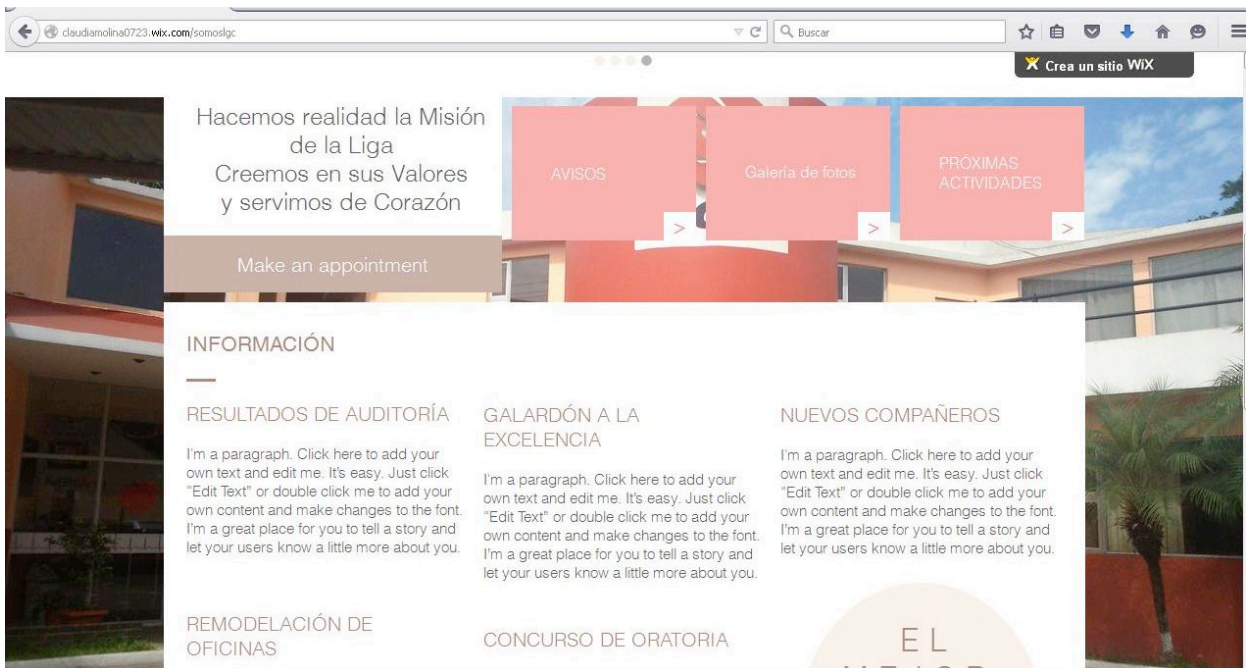 claudiamolina0723.wix.com/somoslgc
Buscar
Crea un sitio WiX
Hacemos realidad la Misión
de la Liga
Creemos en sus Valores
y servimos de Corazón
Make an appointment
AVISOS
>
Galería de fotos
>
PRÓXIMAS
ACTIVIDADES
>
INFORMACIÓN
RESULTADOS DE AUDITORÍA
I'm a paragraph. Click here to add your
own text and edit me. It's easy. Just click
"Edit Text" or double click me to add your
own content and make changes to the font.
I'm a great place for you to tell a story and
let your users know a little more about you.
GALARDÓN A LA
EXCELENCIA
I'm a paragraph. Click here to add your
own text and edit me. It's easy. Just click
"Edit Text" or double click me to add your
own content and make changes to the font.
I'm a great place for you to tell a story and
let your users know a little more about you.
NUEVOS COMPAÑEROS
I'm a paragraph. Click here to add your
own text and edit me. It's easy. Just click
"Edit Text" or double click me to add your
own content and make changes to the font.
I'm a great place for you to tell a story and
let your users know a little more about you.
REMODELACIÓN DE
OFICINAS
CONCURSO DE ORATORIA
EL